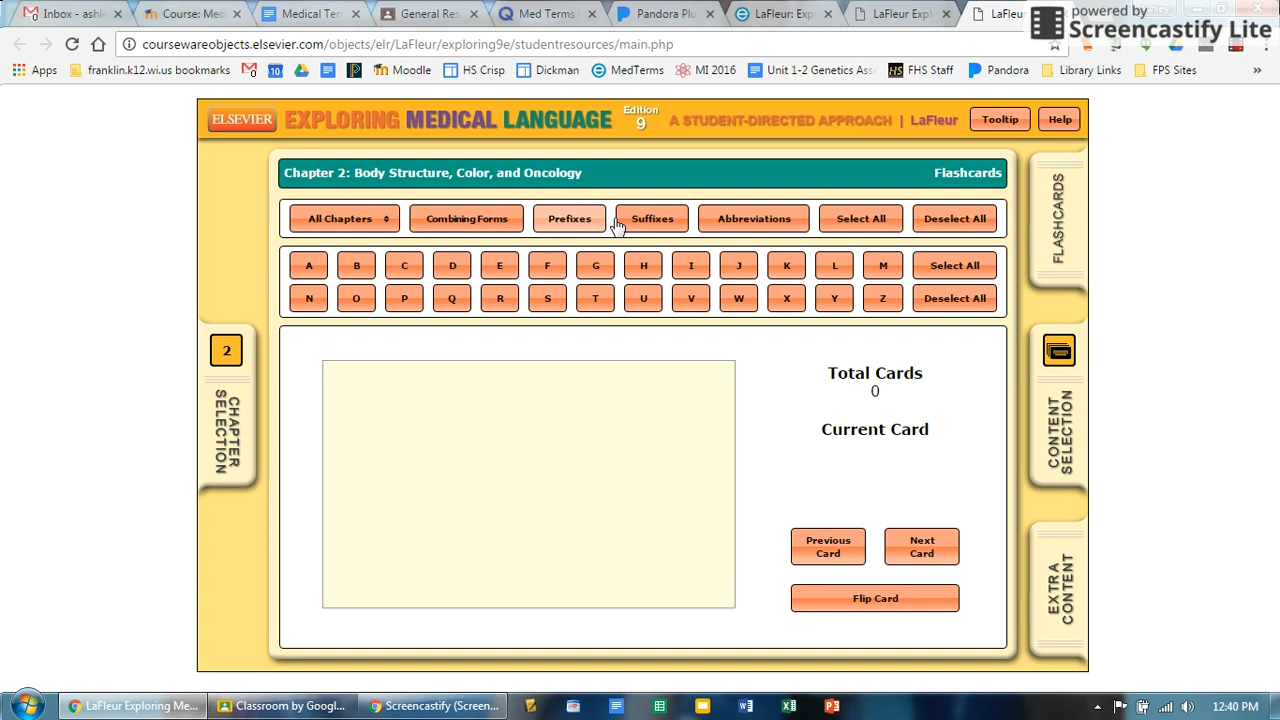 Inbox - ashle
Course: Med
Medical Ter
General Res
Med Terms
Pandora Plu
LaFleur Expl
LaFleur Expl
LaFl
powered by
Screencastify Lite
coursewareobjects.elsevier.com/objects/elr/LaFleur/exploring9e/studentresources/main.php
Apps
franklin.k12.wi.us bookmarks
Moodle
HS Crisp
Dickman
MedTerms
MI 2016
Unit 1-2 Genetics Asse
FHS Staff
Pandora
Library Links
FPS Sites
»
ELSEVIER
EXPLORING MEDICAL LANGUAGE
Edition
9
A STUDENT-DIRECTED APPROACH | LaFleur
Tooltip
Help
Chapter 2: Body Structure, Color, and Oncology
Flashcards
All Chapters
Combining Forms
Prefixes
Suffixes
Abbreviations
Select All
Deselect All
A B C D E F G H I J K L M
Select All
N O P Q R S T U V W X Y Z
Deselect All
2
CHAPTER
SELECTION
Total Cards
0
Current Card
Previous
Card
Next
Card
Flip Card
FLASHCARDS
CONTENT
SELECTION
EXTRA
CONTENT
LaFleur Exploring Me...
Classroom by Googl...
Screencastify (Screen...
12:40 PM